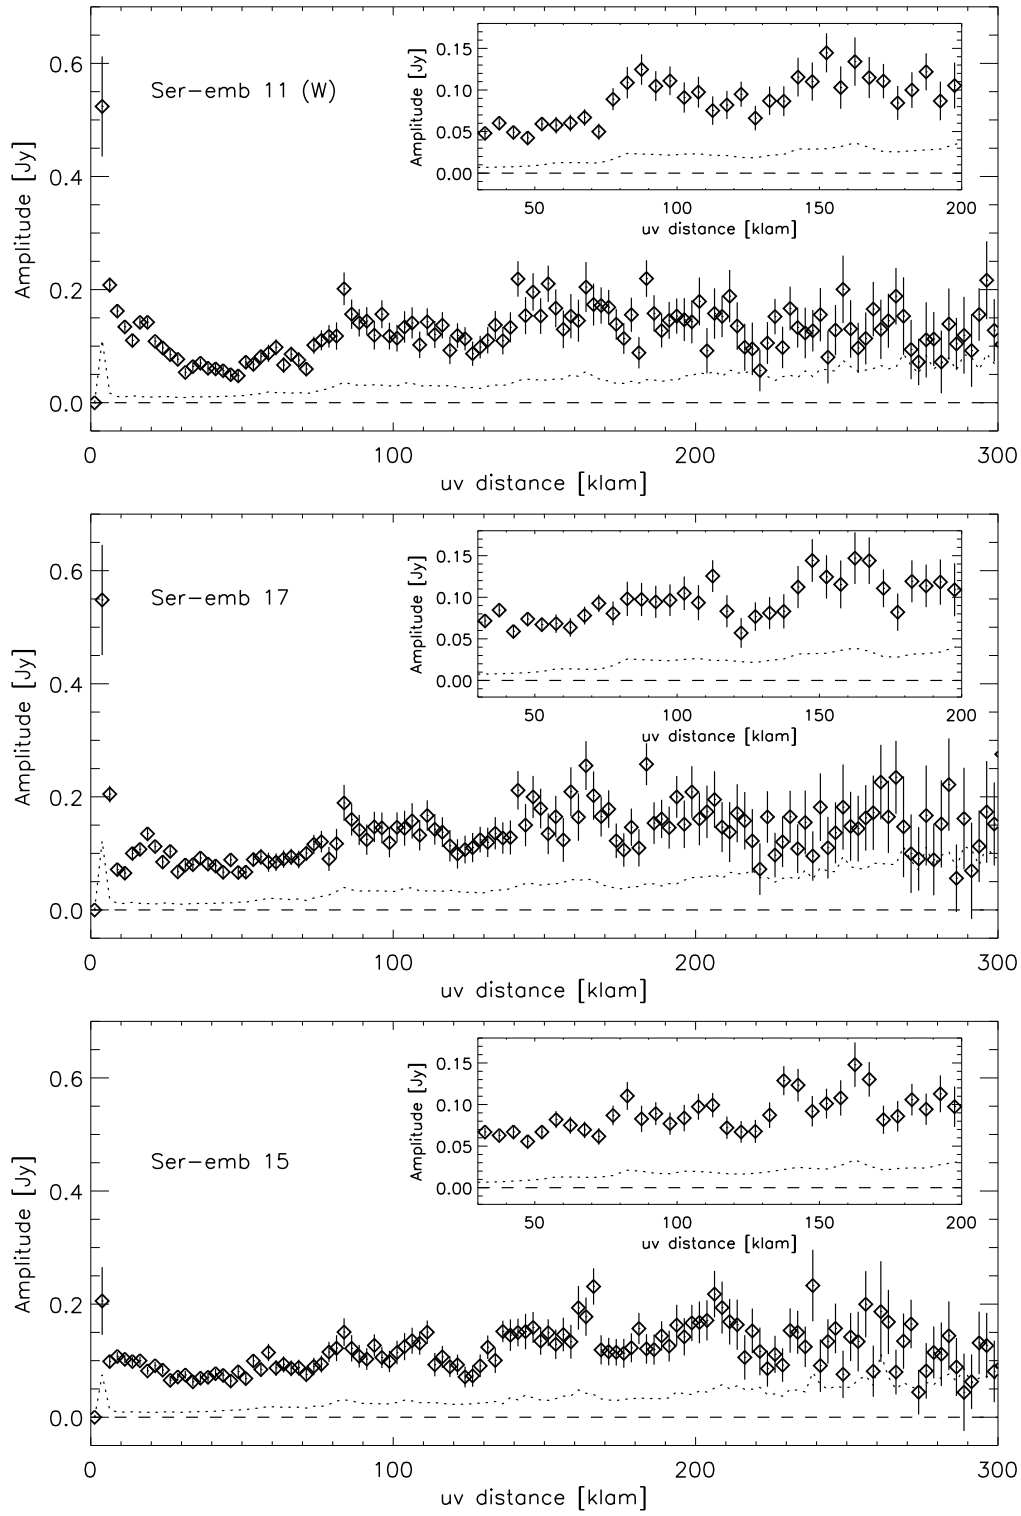 Ser-emb 11 (W)
Amplitude [Jy]
0.6
0.4
0.2
0.0
0 100 200 300
uv distance [klam]
Amplitude [Jy]
0.15
0.10
0.05
0.00
50 100 150 200
uv distance [klam]
Ser-emb 17
Amplitude [Jy]
0.6
0.4
0.2
0.0
0 100 200 300
uv distance [klam]
Amplitude [Jy]
0.15
0.10
0.05
0.00
50 100 150 200
uv distance [klam]
Ser-emb 15
Amplitude [Jy]
0.6
0.4
0.2
0.0
0 100 200 300
uv distance [klam]
Amplitude [Jy]
0.15
0.10
0.05
0.00
50 100 150 200
uv distance [klam]